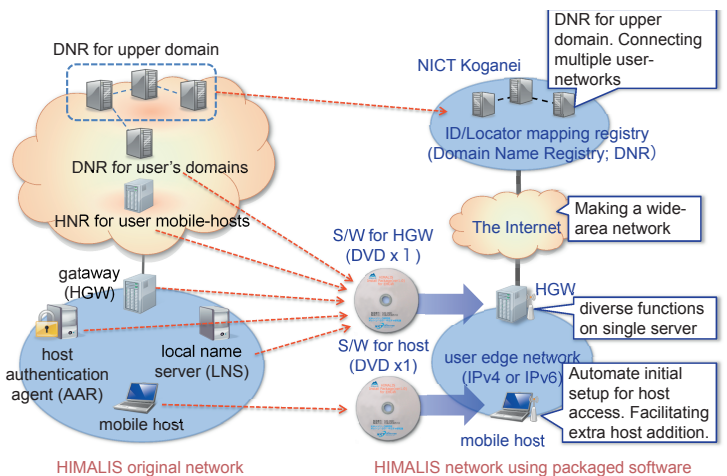 DNR for upper domain
DNR for user's domains
HNR for user mobile-hosts
gataway
(HGW)
host
authentication
agent (AAR)
local name
server (LNS)
mobile host
HIMALIS original network
S/W for HGW
(DVD x 1 )
S/W for host
(DVD x1)
NICT Koganei
DNR for upper
domain. Connecting
multiple user-
networks
ID/Locator mapping registry
(Domain Name Registry; DNR)
The Internet
Making a wide-
area network
HGW
diverse functions
on single server
user edge network
(IPv4 or IPv6)
Automate initial
setup for host
access. Facilitating
extra host addition.
mobile host
HIMALIS network using packaged software